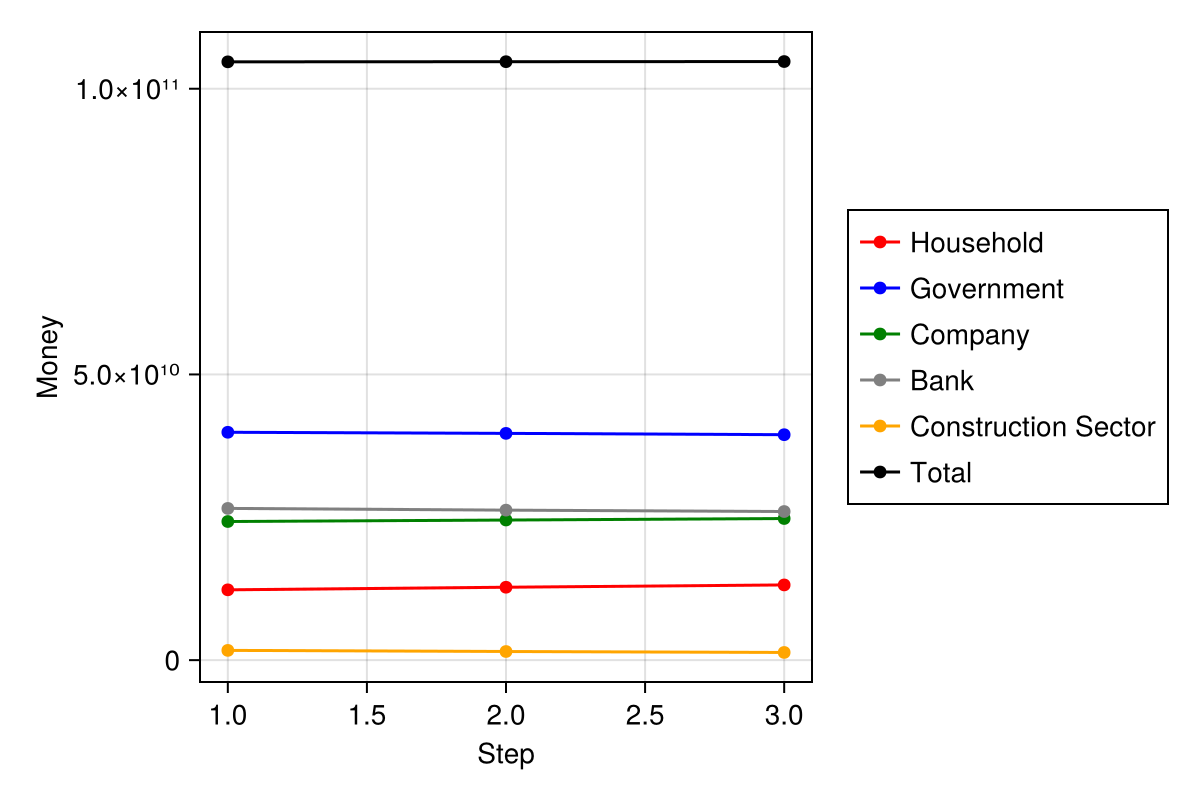 1.0×10¹¹
5.0×10¹⁰
0
Money
1.0 1.5 2.0 2.5 3.0
Step
Household
Government
Company
Bank
Construction Sector
Total